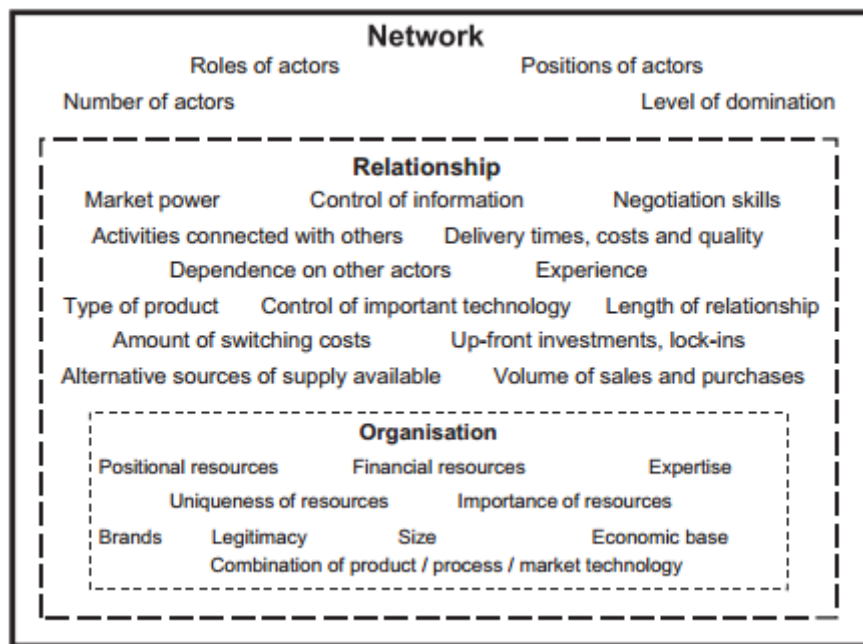 Network
Roles of actors Positions of actors
Number of actors Level of domination
Relationship
Market power Control of information Negotiation skills
Activities connected with others Delivery times, costs and quality
Dependence on other actors Experience
Type of product Control of important technology Length of relationship
Amount of switching costs Up-front investments, lock-ins
Alternative sources of supply available Volume of sales and purchases
Organisation
Positional resources Financial resources Expertise
Uniqueness of resources Importance of resources
Brands Legitimacy Size Economic base
Combination of product / process / market technology